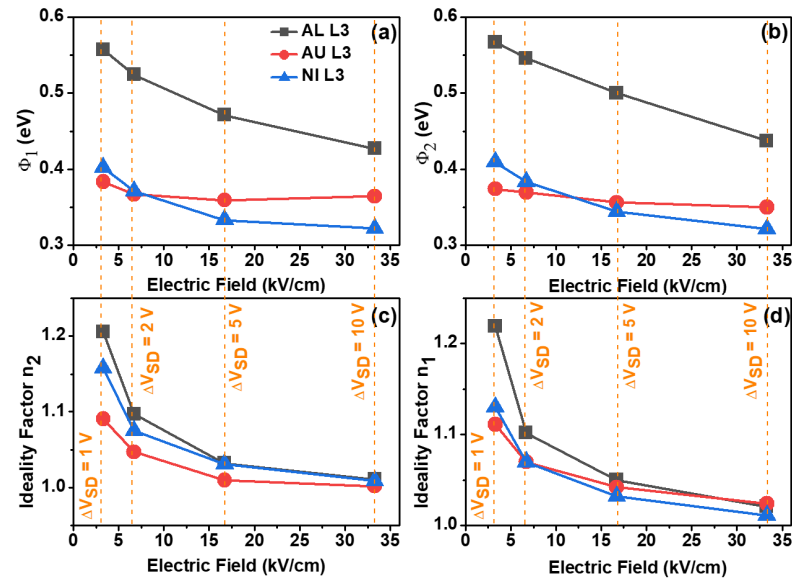 AL L3
AU L3
NI L3
(a)
0.6
0.5
0.4
0.3
Φ1 (eV)
0 5 10 15 20 25 30 35
Electric Field (kV/cm)
(b)
0.6
0.5
0.4
0.3
Φ2 (eV)
0 5 10 15 20 25 30 35
Electric Field (kV/cm)
(c)
1.2
1.1
1.0
Ideality Factor n2
ΔVSD = 1 V
ΔVSD = 2 V
ΔVSD = 5 V
ΔVSD = 10 V
0 5 10 15 20 25 30 35
Electric Field (kV/cm)
(d)
1.2
1.1
1.0
Ideality Factor n1
ΔVSD = 1 V
ΔVSD = 2 V
ΔVSD = 5 V
ΔVSD = 10 V
0 5 10 15 20 25 30 35
Electric Field (kV/cm)